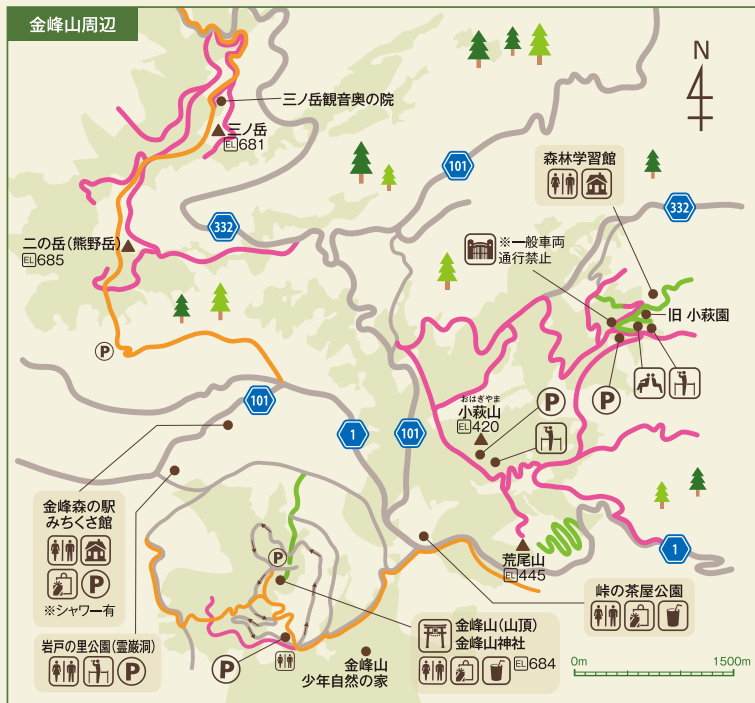 金峰山周辺
N
三ノ岳観音奥の院
三ノ岳
EL681
101
森林学習館
332
332
二の岳(熊野岳)
EL685
※一般車両
通行禁止
旧 小萩園
P
101
1
101
おはぎやま
小萩山
EL420
P
P
金峰森の駅
みちくさ館
P
※シャワー有
P
荒尾山
EL445
1
峠の茶屋公園
岩戸の里公園(霊巌洞)
P
P
金峰山
少年自然の家
金峰山(山頂)
金峰山神社
EL684
0m
1500m